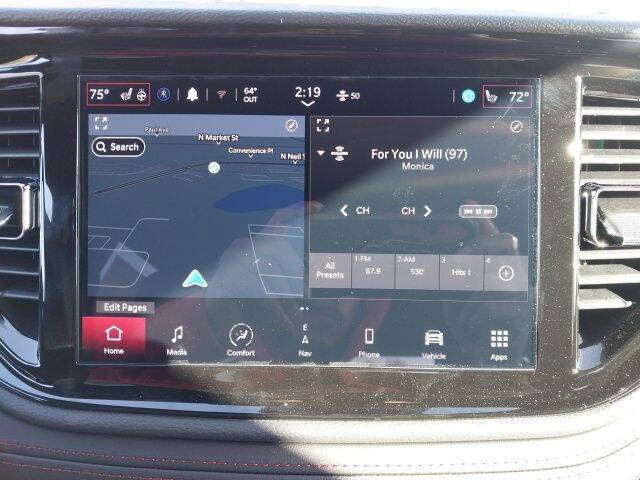 75°
64°
OUT
2:19
50
72°
Paul Ave
N Market St
Convenience Pl
N Neil S
Search
For You I Will (97)
Monica
CH
CH
All
Presets
1-FM
87.9
2-AM
530
3
Hits 1
4
Edit Pages
Home
Media
Comfort
E
A
Nav
Phone
Vehicle
Apps